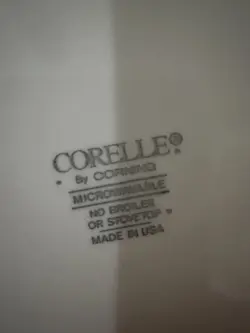 CORELLE®
By CORNING
MICROWAVABLE
NO BROILER
OR STOVETOP
MADE IN USA